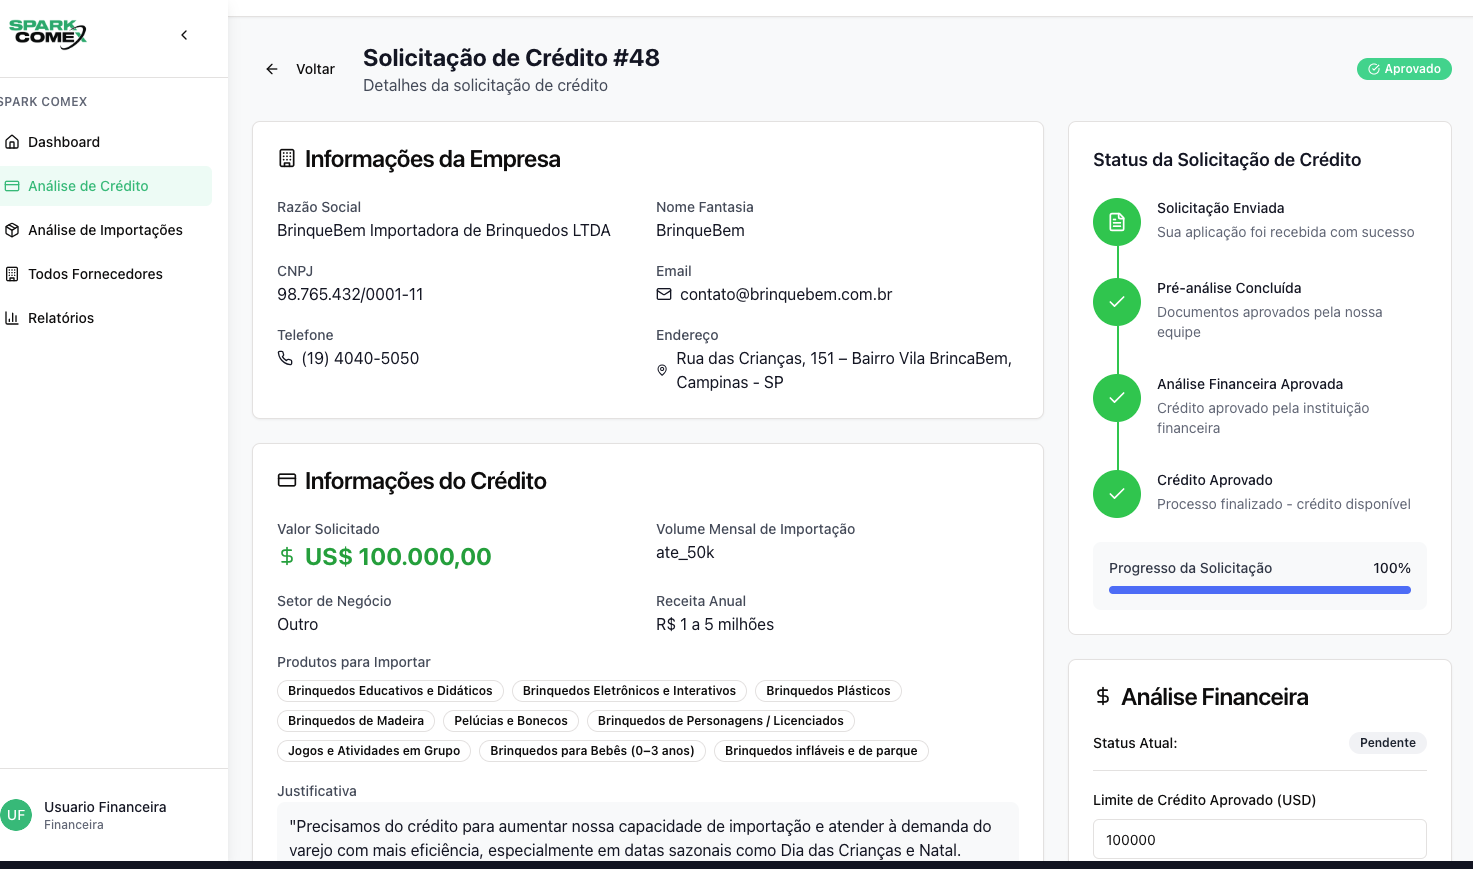 SPARK
COMEX
SPARK COMEX
Dashboard
Análise de Crédito
Análise de Importações
Todos Fornecedores
Relatórios
UF
Usuario Financeira
Financeira
Voltar
Solicitação de Crédito #48
Detalhes da solicitação de crédito
Aprovado
Informações da Empresa
Razão Social
BrinqueBem Importadora de Brinquedos LTDA
Nome Fantasia
BrinqueBem
CNPJ
98.765.432/0001-11
Email
contato@brinquebem.com.br
Telefone
(19) 4040-5050
Endereço
Rua das Crianças, 151 – Bairro Vila BrincaBem,
Campinas - SP
Informações do Crédito
Valor Solicitado
US$ 100.000,00
Volume Mensal de Importação
ate_50k
Setor de Negócio
Outro
Receita Anual
R$ 1 a 5 milhões
Produtos para Importar
Brinquedos Educativos e Didáticos
Brinquedos Eletrônicos e Interativos
Brinquedos Plásticos
Brinquedos de Madeira
Pelúcias e Bonecos
Brinquedos de Personagens / Licenciados
Jogos e Atividades em Grupo
Brinquedos para Bebês (0–3 anos)
Brinquedos infláveis e de parque
Justificativa
"Precisamos do crédito para aumentar nossa capacidade de importação e atender à demanda do
varejo com mais eficiência, especialmente em datas sazonais como Dia das Crianças e Natal.
Status da Solicitação de Crédito
Solicitação Enviada
Sua aplicação foi recebida com sucesso
Pré-análise Concluída
Documentos aprovados pela nossa
equipe
Análise Financeira Aprovada
Crédito aprovado pela instituição
financeira
Crédito Aprovado
Processo finalizado - crédito disponível
Progresso da Solicitação
100%
$ Análise Financeira
Status Atual:
Pendente
Limite de Crédito Aprovado (USD)
100000